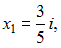 x₁ = 3/5 i,